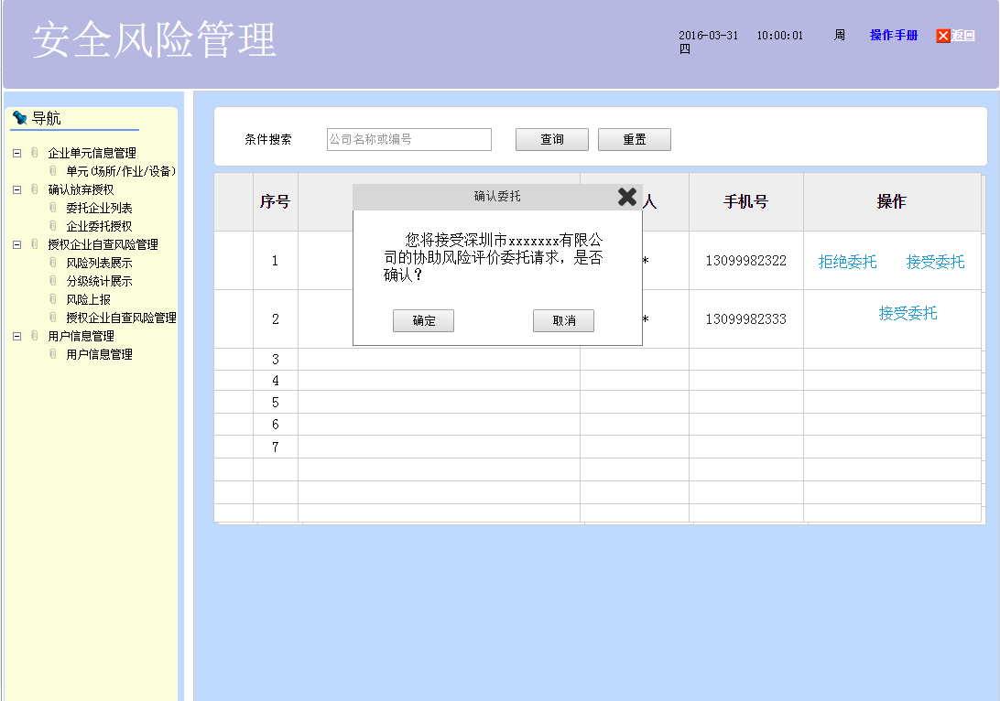 安全风险管理
2016-03-31 10:00:01 周四
操作手册
返回
导航
企业单元信息管理
单元(场所/作业/设备)
确认放弃授权
委托企业列表
企业委托授权
授权企业自查风险管理
风险列表展示
分级统计展示
风险上报
授权企业自查风险管理
用户信息管理
用户信息管理
条件搜索 公司名称或编号 查询 重置
序号 人 手机号 操作
1 * 13099982322 拒绝委托 接受委托
2 * 13099982333 接受委托
3
4
5
6
7
确认委托
您将接受深圳市xxxxxxx有限公
司的协助风险评价委托请求，是否
确认？
确定 取消